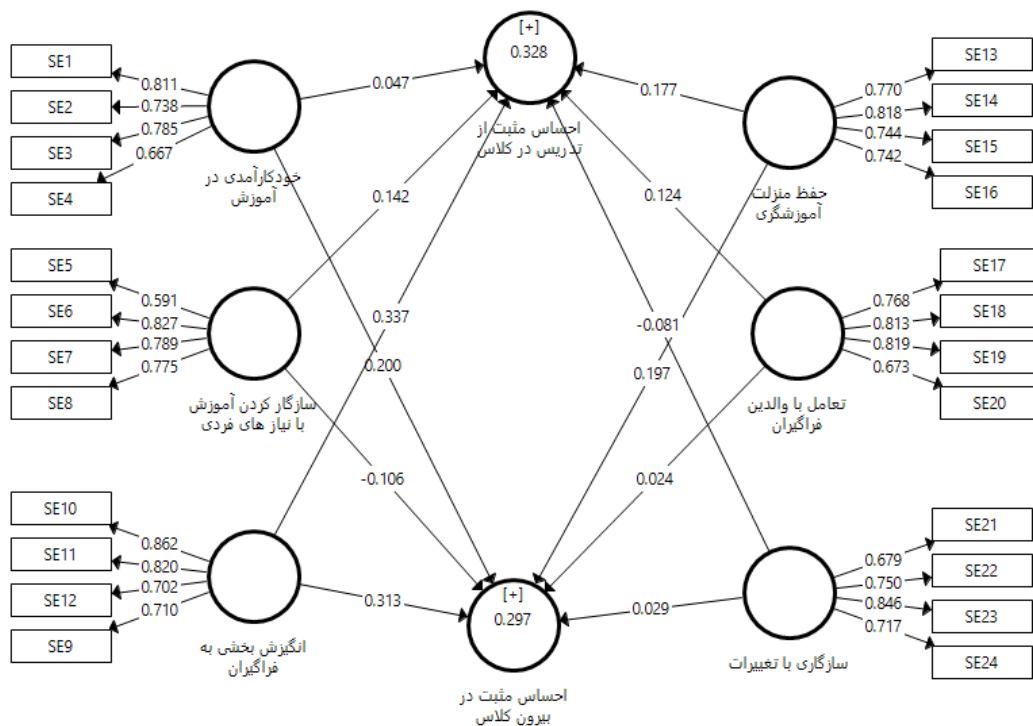 SE1
SE2
SE3
SE4
0.811
0.738
0.785
0.667
خودکارآمدی در
آموزش
SE5
SE6
SE7
SE8
0.591
0.827
0.789
0.775
سازگار کردن آموزش
با نیاز های فردی
SE10
SE11
SE12
SE9
0.862
0.820
0.702
0.710
انگیزش بخشی به
فراگیران
[+]
0.328
احساس مثبت از
تدریس در کلاس
0.047
0.177
0.142
0.124
0.337
-0.081
0.200
0.197
-0.106
0.024
0.313
0.029
[+]
0.297
احساس مثبت در
بیرون کلاس
SE13
SE14
SE15
SE16
0.770
0.818
0.744
0.742
حفظ منزلت
آموزشگری
SE17
SE18
SE19
SE20
0.768
0.813
0.819
0.673
تعامل با والدین
فراگیران
SE21
SE22
SE23
SE24
0.679
0.750
0.846
0.717
سازگاری با تغییرات